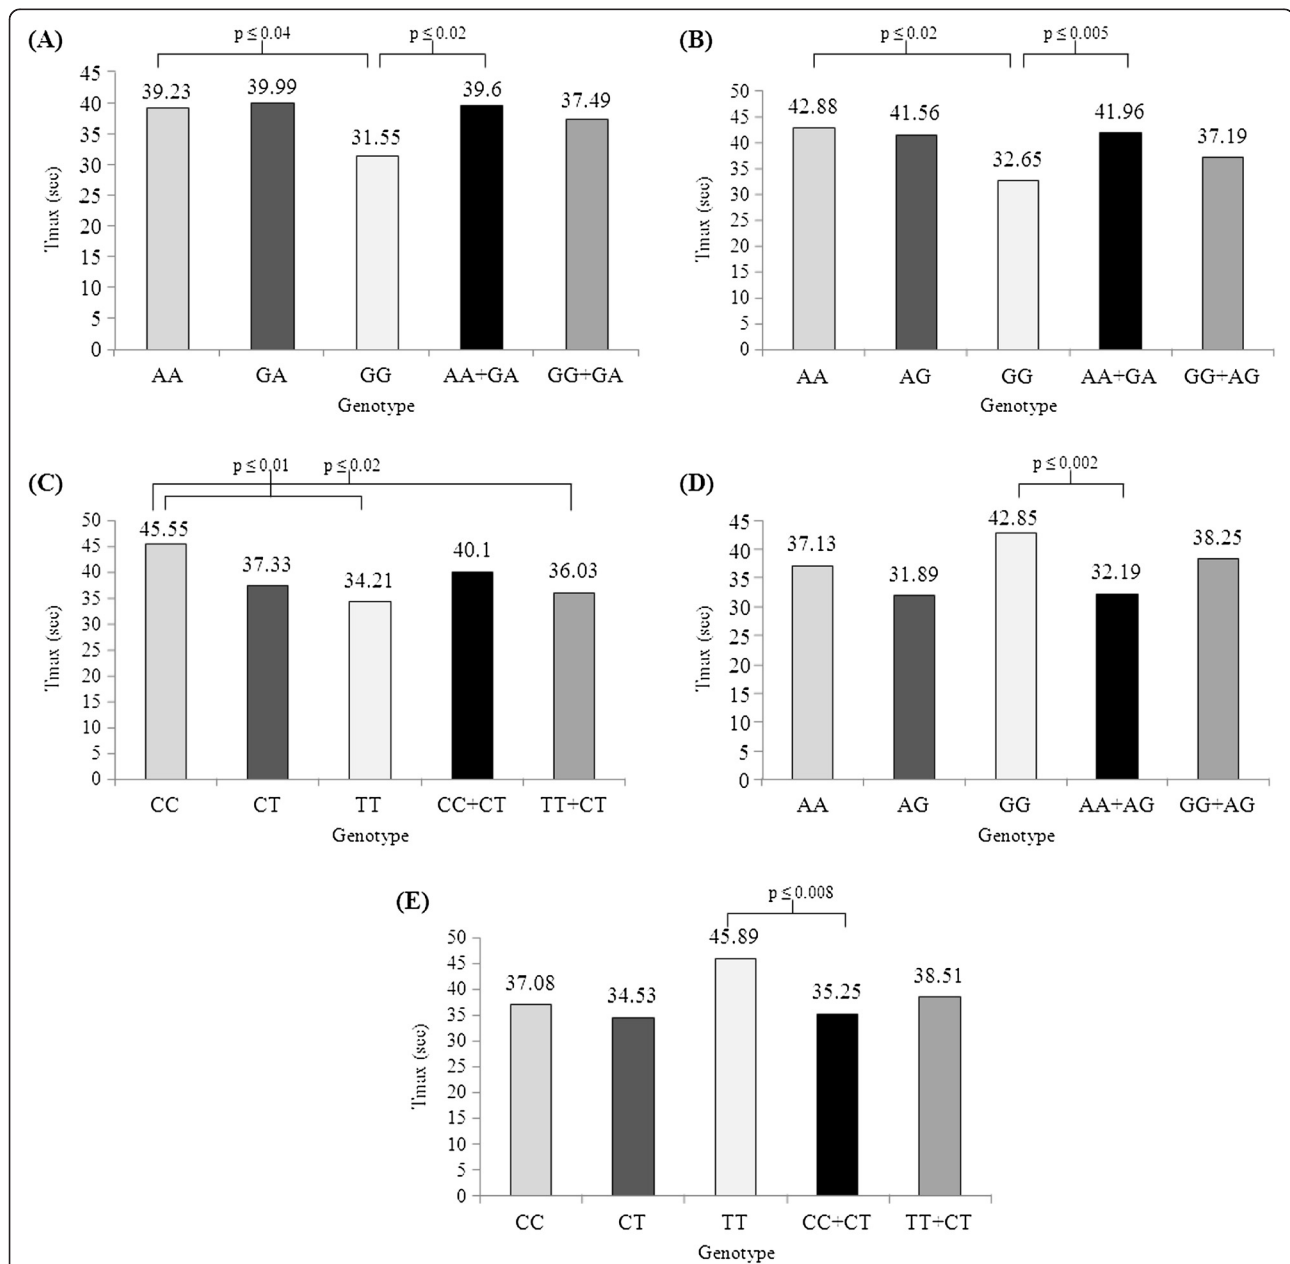 (A)
p ≤ 0.04
p ≤ 0.02
45
40
35
30
25
20
15
10
5
0
Tmax (sec)
39.23
39.99
31.55
39.6
37.49
AA
GA
GG
AA+GA
GG+GA
Genotype
(B)
p ≤ 0.02
p ≤ 0.005
50
45
40
35
30
25
20
15
10
5
0
Tmax (sec)
42.88
41.56
32.65
41.96
37.19
AA
AG
GG
AA+GA
GG+AG
Genotype
(C)
p ≤ 0.01
p ≤ 0.02
50
45
40
35
30
25
20
15
10
5
0
Tmax (sec)
45.55
37.33
34.21
40.1
36.03
CC
CT
TT
CC+CT
TT+CT
Genotype
(D)
p ≤ 0.002
45
40
35
30
25
20
15
10
5
0
Tmax (sec)
37.13
31.89
42.85
32.19
38.25
AA
AG
GG
AA+AG
GG+AG
Genotype
(E)
p ≤ 0.008
50
45
40
35
30
25
20
15
10
5
0
Tmax (sec)
37.08
34.53
45.89
35.25
38.51
CC
CT
TT
CC+CT
TT+CT
Genotype